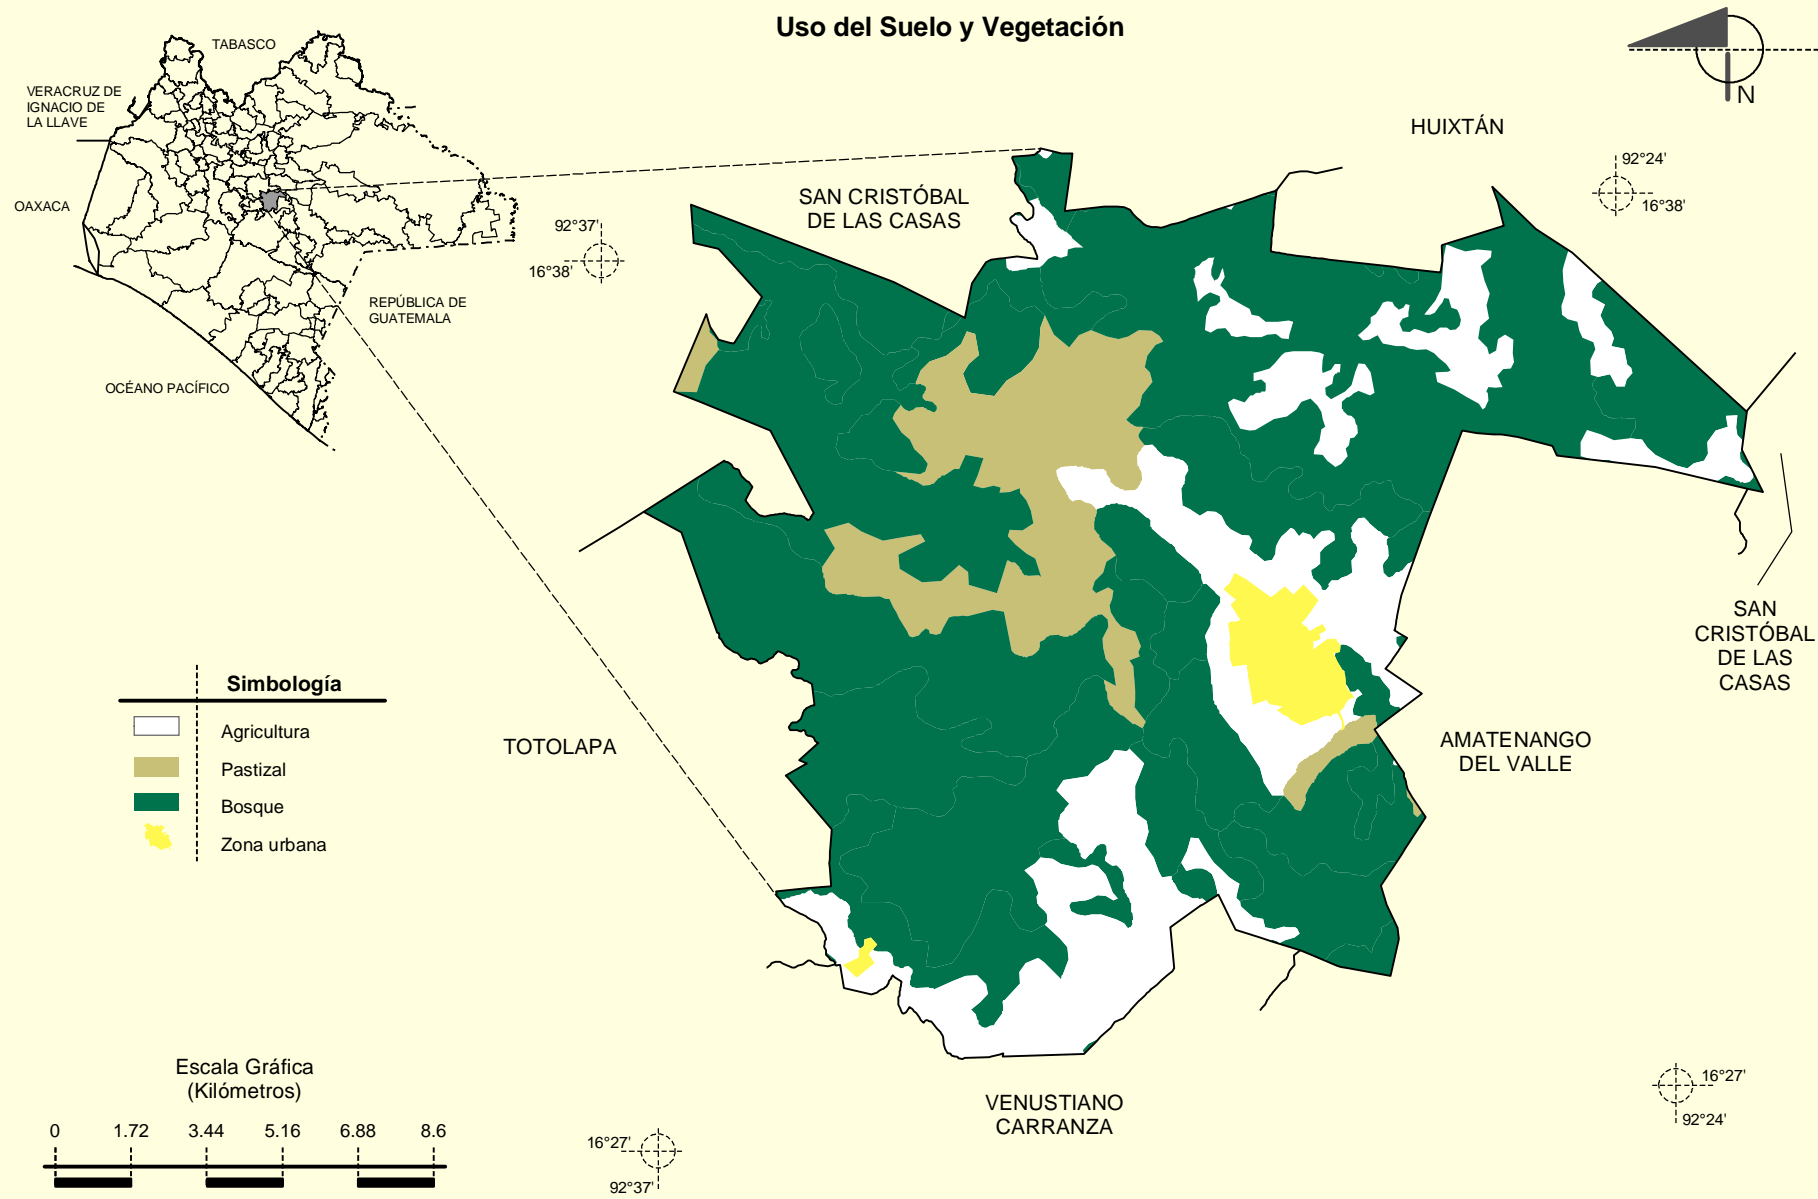 Uso del Suelo y Vegetación
N
TABASCO
VERACRUZ DE
IGNACIO DE
LA LLAVE
OAXACA
REPÚBLICA DE
GUATEMALA
OCÉANO PACÍFICO
HUIXTÁN
SAN CRISTÓBAL
DE LAS CASAS
92°37'
16°38'
92°24'
16°38'
SAN
CRISTÓBAL
DE LAS
CASAS
TOTOLAPA
AMATENANGO
DEL VALLE
Simbología
Agricultura
Pastizal
Bosque
Zona urbana
Escala Gráfica
(Kilómetros)
0 1.72 3.44 5.16 6.88 8.6
VENUSTIANO
CARRANZA
16°27'
92°37'
16°27'
92°24'